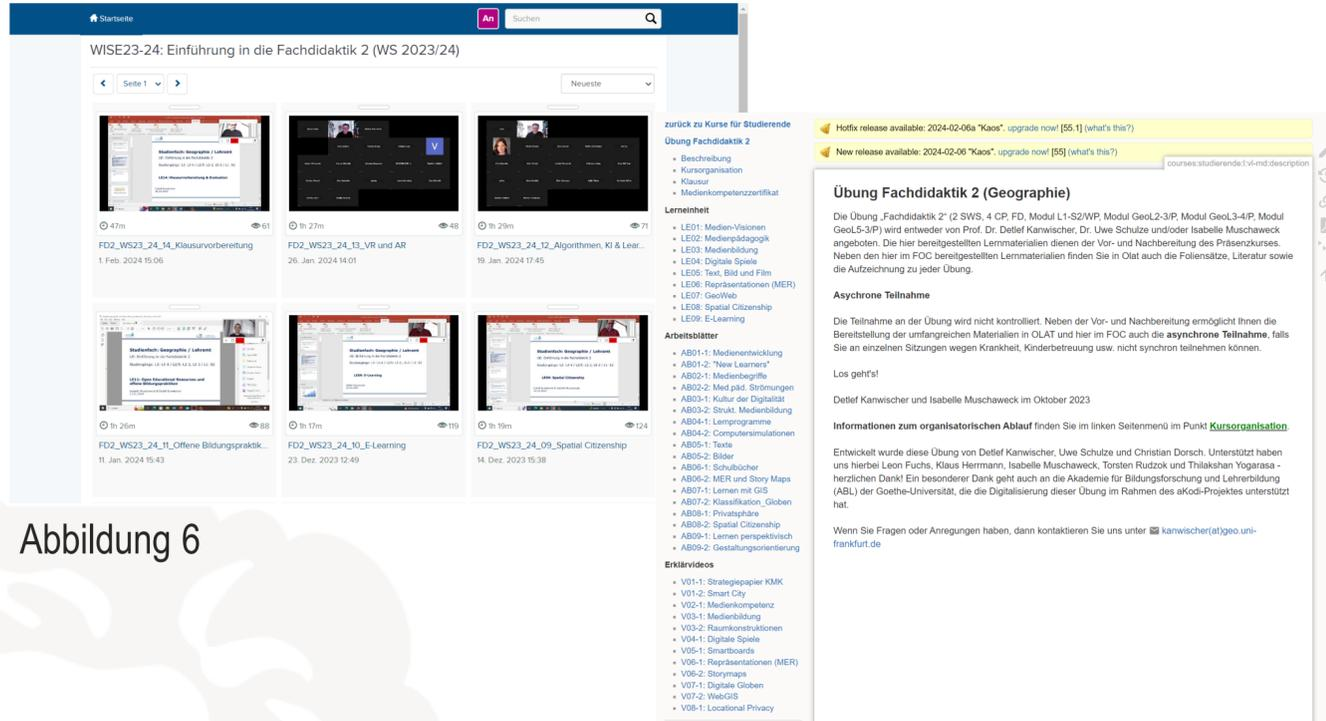 Startseite
An
Suchen
WISE23-24: Einführung in die Fachdidaktik 2 (WS 2023/24)
Seite 1
Neueste
47m
61
FD2_WS23_24_14_Klausurvorbereitung
1. Feb. 2024 15:06
V
1h 27m
48
FD2_WS23_24_13_VR und AR
26. Jan. 2024 14:01
1h 29m
71
FD2_WS23_24_12_Algorithmen, KI & Lear...
19. Jan. 2024 17:45
Studienfach: Geographie / Lehramt
1h 26m
88
FD2_WS23_24_11_Offene Bildungspraktik...
11. Jan. 2024 15:43
Studienfach: Geographie / Lehramt
1h 17m
119
FD2_WS23_24_10_E-Learning
23. Dez. 2023 12:49
Studienfach: Geographie / Lehramt
1h 19m
124
FD2_WS23_24_09_Spatial Citizenship
14. Dez. 2023 15:38
Abbildung 6
zurück zu Kurse für Studierende
Übung Fachdidaktik 2
Beschreibung
Kursorganisation
Klausur
Medienkompetenzzertifikat
Lerneinheit
LE01: Medien-Visionen
LE02: Medienpädagogik
LE03: Medienbildung
LE04: Digitale Spiele
LE05: Text, Bild und Film
LE06: Repräsentationen (MER)
LE07: GeoWeb
LE08: Spatial Citizenship
LE09: E-Learning
Arbeitsblätter
AB01-1: Medienentwicklung
AB01-2: "New Learners"
AB02-1: Medienbegriffe
AB02-2: Med.päd. Strömungen
AB03-1: Kultur der Digitalität
AB03-2: Strukt. Medienbildung
AB04-1: Lernprogramme
AB04-2: Computersimulationen
AB05-1: Texte
AB05-2: Bilder
AB06-1: Schulbücher
AB06-2: MER und Story Maps
AB07-1: Lernen mit GIS
AB07-2: Klassifikation_Globen
AB08-1: Privatsphäre
AB08-2: Spatial Citizenship
AB09-1: Lernen perspektivisch
AB09-2: Gestaltungsorientierung
Erklärvideos
V01-1: Strategiepapier KMK
V01-2: Smart City
V02-1: Medienkompetenz
V03-1: Medienbildung
V03-2: Raumkonstruktionen
V04-1: Digitale Spiele
V05-1: Smartboards
V06-1: Repräsentationen (MER)
V06-2: Storymaps
V07-1: Digitale Globen
V07-2: WebGIS
V08-1: Locational Privacy
Hotfix release available: 2024-02-06a "Kaos". upgrade now! [55.1] (what's this?)
New release available: 2024-02-06 "Kaos". upgrade now! [55] (what's this?)
courses:studierende:l:vl-md:description
Übung Fachdidaktik 2 (Geographie)
Die Übung „Fachdidaktik 2“ (2 SWS, 4 CP, FD, Modul L1-S2/WP, Modul GeoL2-3/P, Modul GeoL3-4/P, Modul
GeoL5-3/P) wird entweder von Prof. Dr. Detlef Kanwischer, Dr. Uwe Schulze und/oder Isabelle Muschaweck
angeboten. Die hier bereitgestellten Lernmaterialien dienen der Vor- und Nachbereitung des Präsenzkurses.
Neben den hier im FOC bereitgestellten Lernmaterialien finden Sie in Olat auch die Foliensätze, Literatur sowie
die Aufzeichnung zu jeder Übung.
Asychrone Teilnahme
Die Teilnahme an der Übung wird nicht kontrolliert. Neben der Vor- und Nachbereitung ermöglicht Ihnen die
Bereitstellung der umfangreichen Materialien in OLAT und hier im FOC auch die asynchrone Teilnahme, falls
Sie an einzelnen Sitzungen wegen Krankheit, Kinderbetreuung usw. nicht synchron teilnehmen können.
Los geht's!
Detlef Kanwischer und Isabelle Muschaweck im Oktober 2023
Informationen zum organisatorischen Ablauf finden Sie im linken Seitenmenü im Punkt Kursorganisation.
Entwickelt wurde diese Übung von Detlef Kanwischer, Uwe Schulze und Christian Dorsch. Unterstützt haben
uns hierbei Leon Fuchs, Klaus Herrmann, Isabelle Muschaweck, Torsten Rudzok und Thilakshan Yogarasa -
herzlichen Dank! Ein besonderer Dank geht auch an die Akademie für Bildungsforschung und Lehrerbildung
(ABL) der Goethe-Universität, die die Digitalisierung dieser Übung im Rahmen des aKodi-Projektes unterstützt
hat.
Wenn Sie Fragen oder Anregungen haben, dann kontaktieren Sie uns unter kanwischer(at)geo.uni-
frankfurt.de